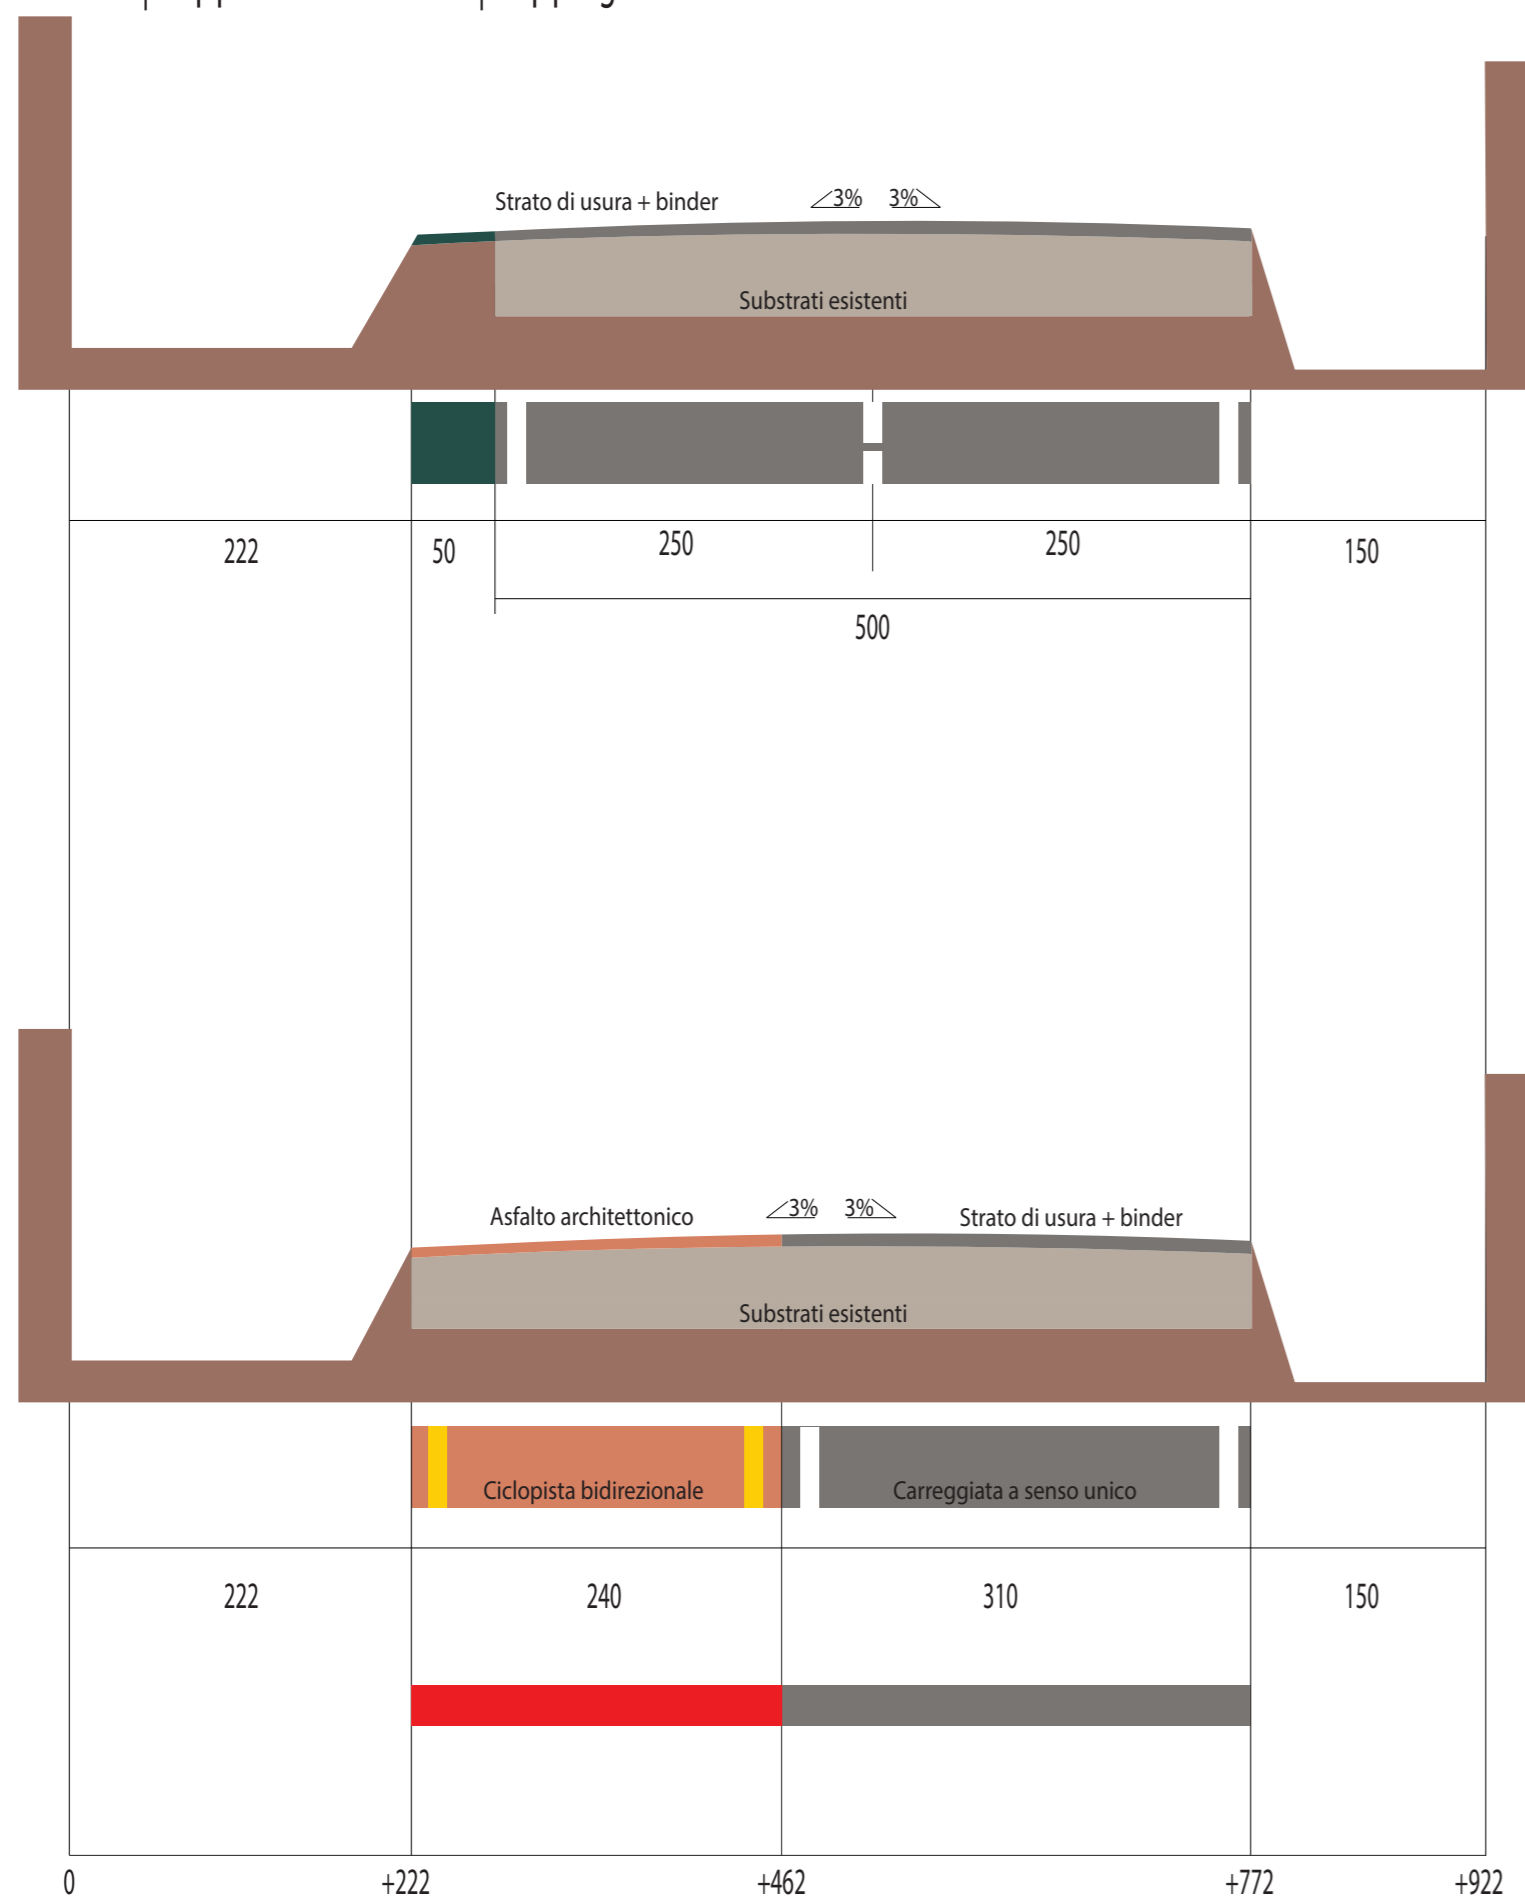 Strato di usura + binder
3% 3%
Substrati esistenti
222 50 250 250 150
500
Asfalto architettonico 3% 3% Strato di usura + binder
Substrati esistenti
Ciclopista bidirezionale Carreggiata a senso unico
222 240 310 150
0 +222 +462 +772 +922